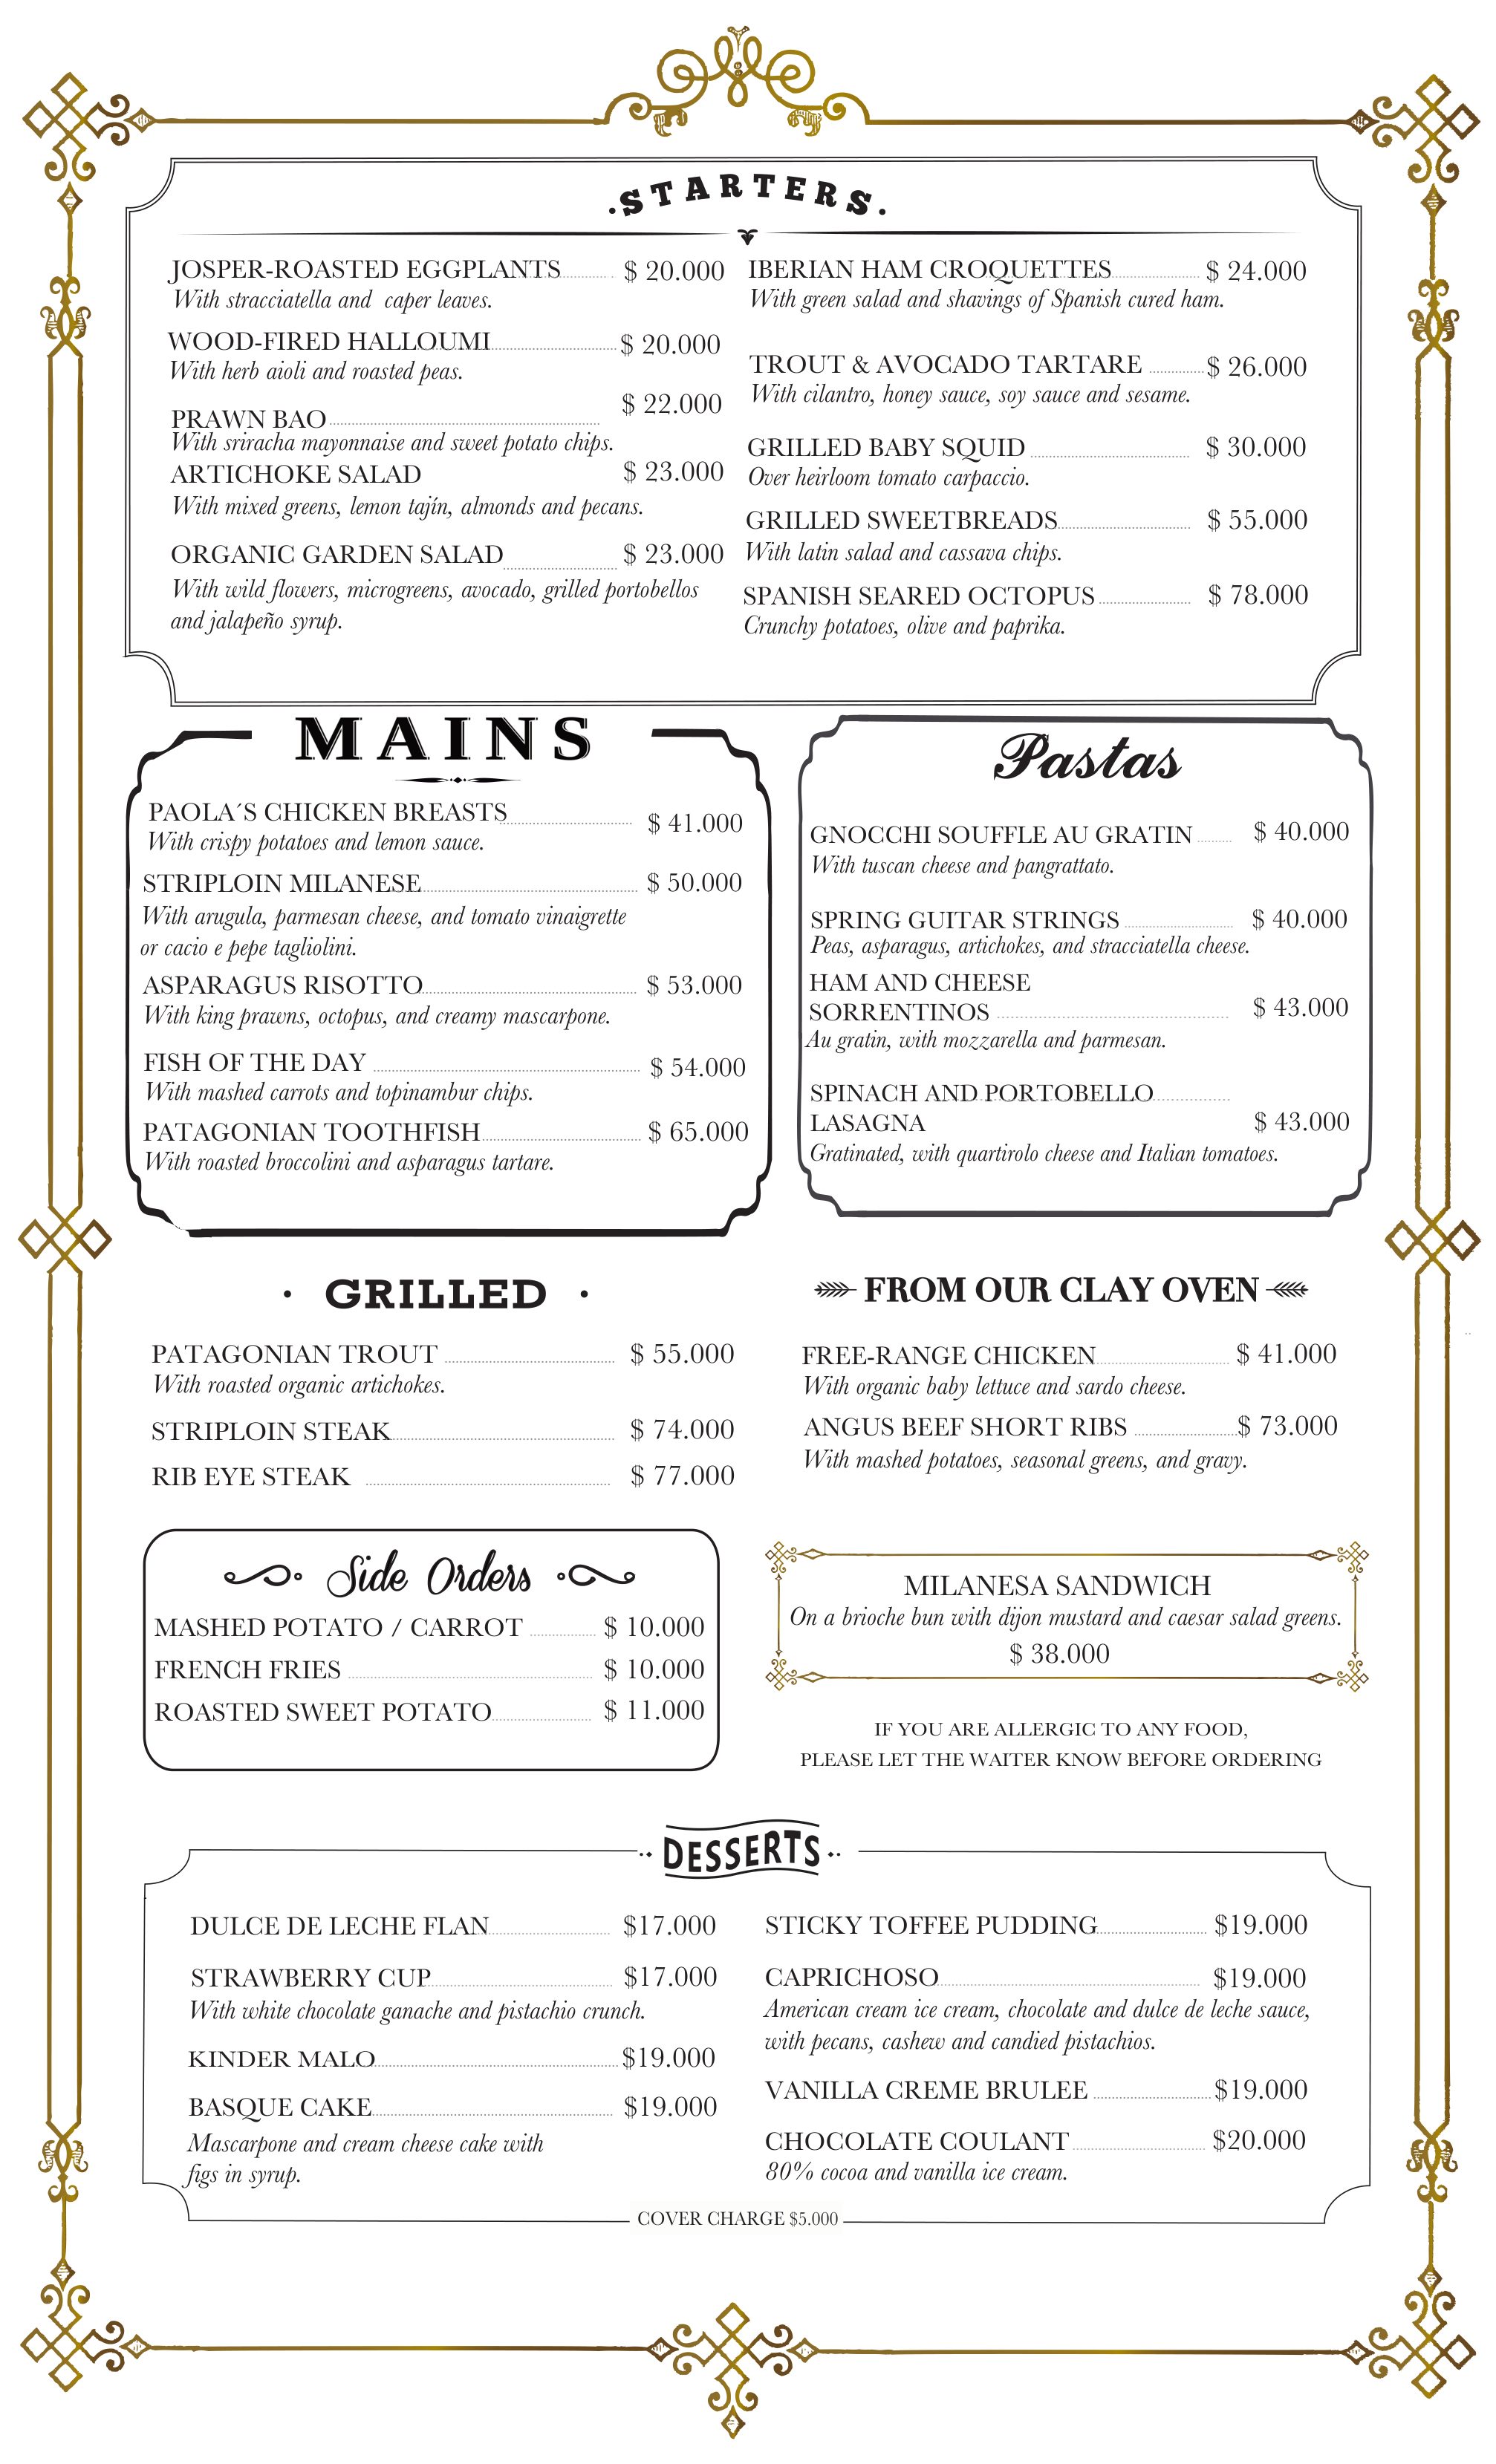 .STARTERS.
JOSPER-ROASTED EGGPLANTS $ 20.000
With stracciatella and caper leaves.
WOOD-FIRED HALLOUMI $ 20.000
With herb aioli and roasted peas.
PRAWN BAO $ 22.000
With sriracha mayonnaise and sweet potato chips.
ARTICHOKE SALAD $ 23.000
With mixed greens, lemon tajín, almonds and pecans.
ORGANIC GARDEN SALAD $ 23.000
With wild flowers, microgreens, avocado, grilled portobellos
and jalapeño syrup.
IBERIAN HAM CROQUETTES $ 24.000
With green salad and shavings of Spanish cured ham.
TROUT & AVOCADO TARTARE $ 26.000
With cilantro, honey sauce, soy sauce and sesame.
GRILLED BABY SQUID $ 30.000
Over heirloom tomato carpaccio.
GRILLED SWEETBREADS $ 55.000
With latin salad and cassava chips.
SPANISH SEARED OCTOPUS $ 78.000
Crunchy potatoes, olive and paprika.
MAINS
PAOLA´S CHICKEN BREASTS $ 41.000
With crispy potatoes and lemon sauce.
STRIPLOIN MILANESE $ 50.000
With arugula, parmesan cheese, and tomato vinaigrette
or cacio e pepe tagliolini.
ASPARAGUS RISOTTO $ 53.000
With king prawns, octopus, and creamy mascarpone.
FISH OF THE DAY $ 54.000
With mashed carrots and topinambur chips.
PATAGONIAN TOOTHFISH $ 65.000
With roasted broccolini and asparagus tartare.
Pastas
GNOCCHI SOUFFLE AU GRATIN $ 40.000
With tuscan cheese and pangrattato.
SPRING GUITAR STRINGS $ 40.000
Peas, asparagus, artichokes, and stracciatella cheese.
HAM AND CHEESE
SORRENTINOS $ 43.000
Au gratin, with mozzarella and parmesan.
SPINACH AND PORTOBELLO
LASAGNA $ 43.000
Gratinated, with quartirolo cheese and Italian tomatoes.
· GRILLED ·
PATAGONIAN TROUT $ 55.000
With roasted organic artichokes.
STRIPLOIN STEAK $ 74.000
RIB EYE STEAK $ 77.000
FROM OUR CLAY OVEN
FREE-RANGE CHICKEN $ 41.000
With organic baby lettuce and sardo cheese.
ANGUS BEEF SHORT RIBS $ 73.000
With mashed potatoes, seasonal greens, and gravy.
Side Orders
MASHED POTATO / CARROT $ 10.000
FRENCH FRIES $ 10.000
ROASTED SWEET POTATO $ 11.000
MILANESA SANDWICH
On a brioche bun with dijon mustard and caesar salad greens.
$ 38.000
IF YOU ARE ALLERGIC TO ANY FOOD,
PLEASE LET THE WAITER KNOW BEFORE ORDERING
DESSERTS
DULCE DE LECHE FLAN $17.000
STRAWBERRY CUP $17.000
With white chocolate ganache and pistachio crunch.
KINDER MALO $19.000
BASQUE CAKE $19.000
Mascarpone and cream cheese cake with
figs in syrup.
STICKY TOFFEE PUDDING $19.000
CAPRICHOSO $19.000
American cream ice cream, chocolate and dulce de leche sauce,
with pecans, cashew and candied pistachios.
VANILLA CREME BRULEE $19.000
CHOCOLATE COULANT $20.000
80% cocoa and vanilla ice cream.
COVER CHARGE $5.000